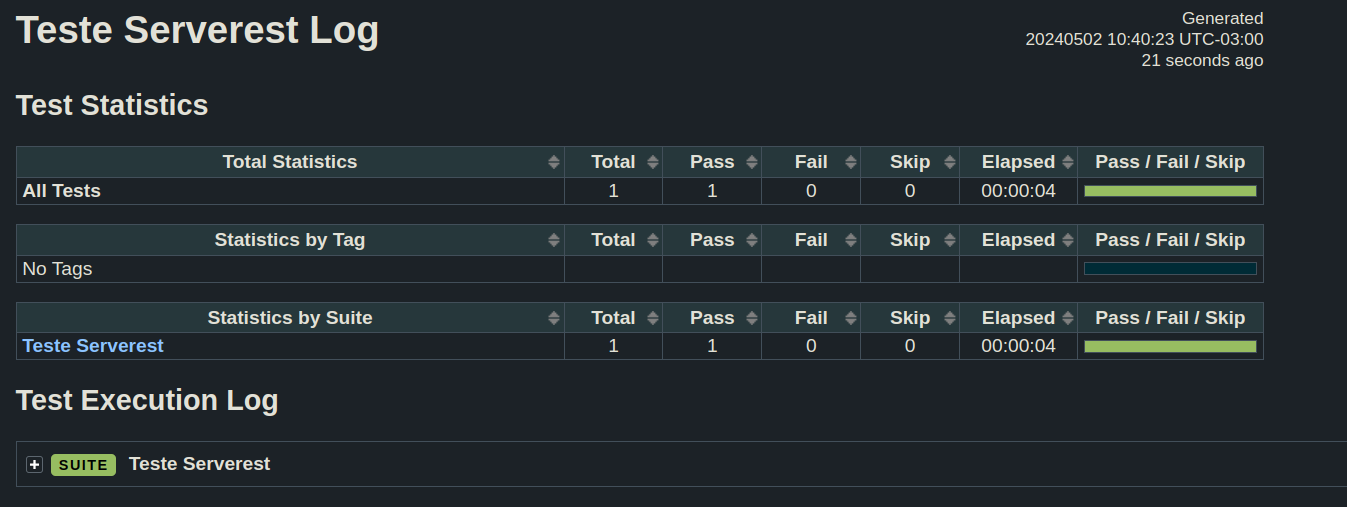 Teste Serverest Log
Generated
20240502 10:40:23 UTC-03:00
21 seconds ago
Test Statistics
Total Statistics Total Pass Fail Skip Elapsed Pass / Fail / Skip
All Tests 1 1 0 0 00:00:04
Statistics by Tag Total Pass Fail Skip Elapsed Pass / Fail / Skip
No Tags
Statistics by Suite Total Pass Fail Skip Elapsed Pass / Fail / Skip
Teste Serverest 1 1 0 0 00:00:04
Test Execution Log
SUITE Teste Serverest